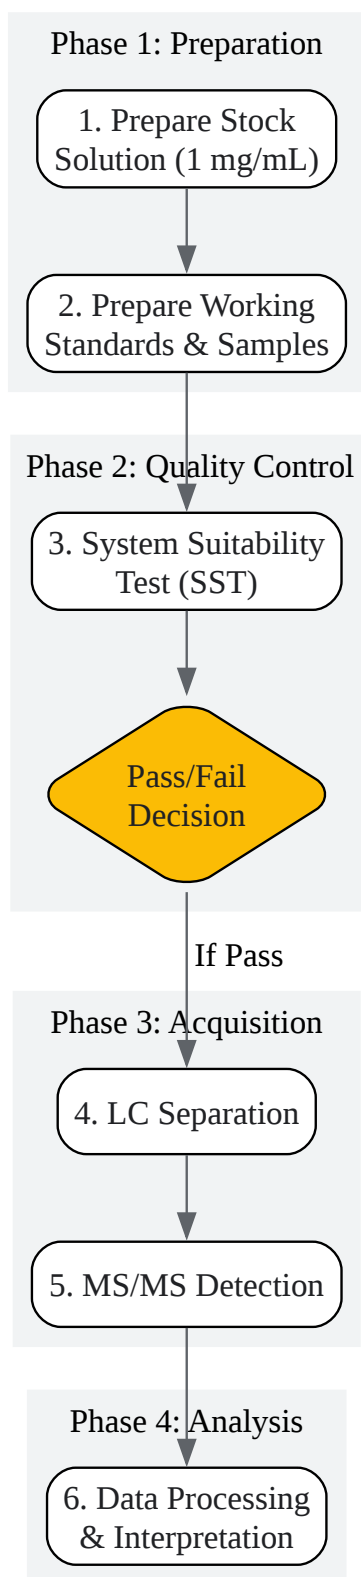 Phase 1: Preparation
1. Prepare Stock
Solution (1 mg/mL)
2. Prepare Working
Standards & Samples
Phase 2: Quality Control
3. System Suitability
Test (SST)
Pass/Fail
Decision
If Pass
Phase 3: Acquisition
4. LC Separation
5. MS/MS Detection
Phase 4: Analysis
6. Data Processing
& Interpretation